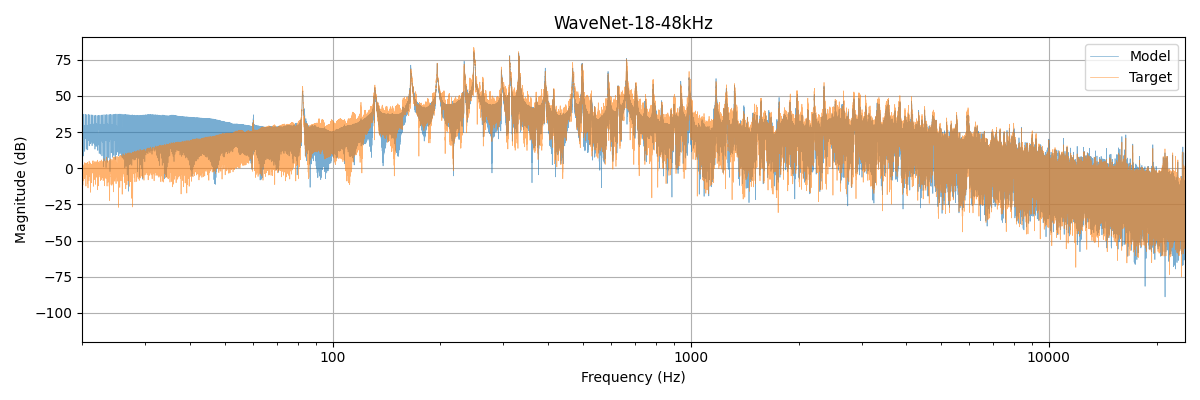 WaveNet-18-48kHz
Magnitude (dB)
75
50
25
0
−25
−50
−75
−100
Model
Target
100
1000
10000
Frequency (Hz)